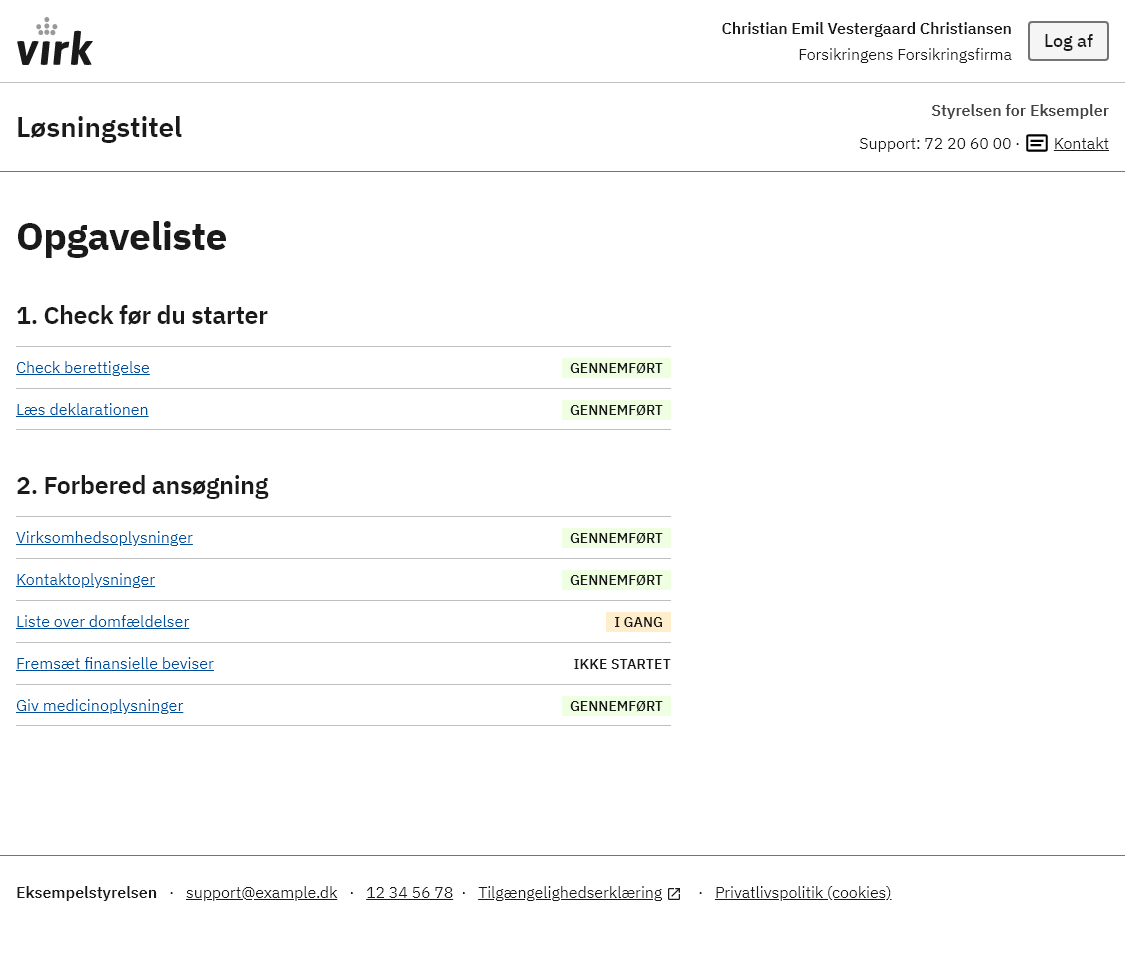 virk
Christian Emil Vestergaard Christiansen
Forsikringens Forsikringsfirma
Log af
Løsningstitel
Styrelsen for Eksempler
Support: 72 20 60 00 · Kontakt
Opgaveliste
1. Check før du starter
Check berettigelse GENNEMFØRT
Læs deklarationen GENNEMFØRT
2. Forbered ansøgning
Virksomhedsoplysninger GENNEMFØRT
Kontaktoplysninger GENNEMFØRT
Liste over domfældelser I GANG
Fremsæt finansielle beviser IKKE STARTET
Giv medicinoplysninger GENNEMFØRT
Eksempelstyrelsen · support@example.dk · 12 34 56 78 · Tilgængelighedserklæring · Privatlivspolitik (cookies)